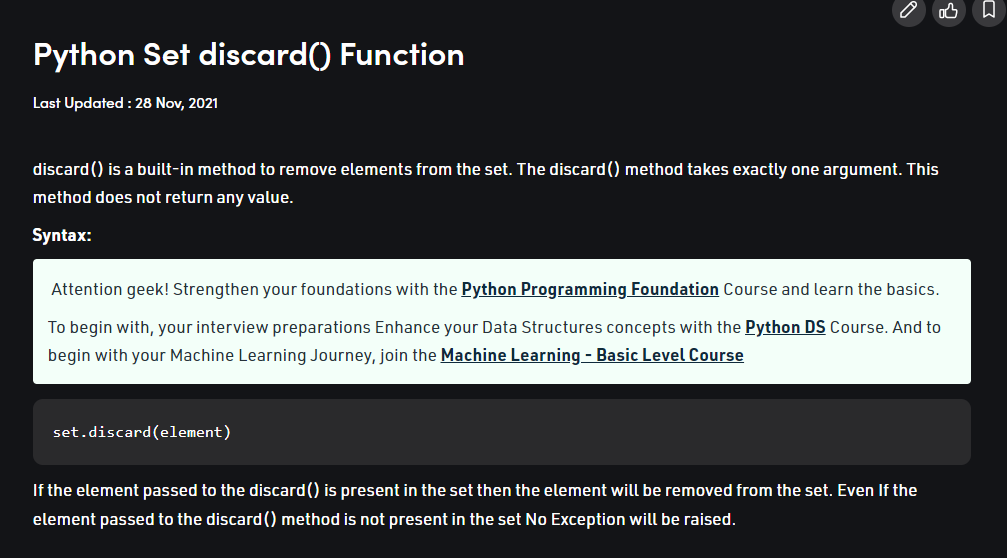 Python Set discard() Function
Last Updated : 28 Nov, 2021
discard() is a built-in method to remove elements from the set. The discard() method takes exactly one argument. This
method does not return any value.
Syntax:
Attention geek! Strengthen your foundations with the Python Programming Foundation Course and learn the basics.
To begin with, your interview preparations Enhance your Data Structures concepts with the Python DS Course. And to
begin with your Machine Learning Journey, join the Machine Learning - Basic Level Course
set.discard(element)
If the element passed to the discard() is present in the set then the element will be removed from the set. Even If the
element passed to the discard() method is not present in the set No Exception will be raised.